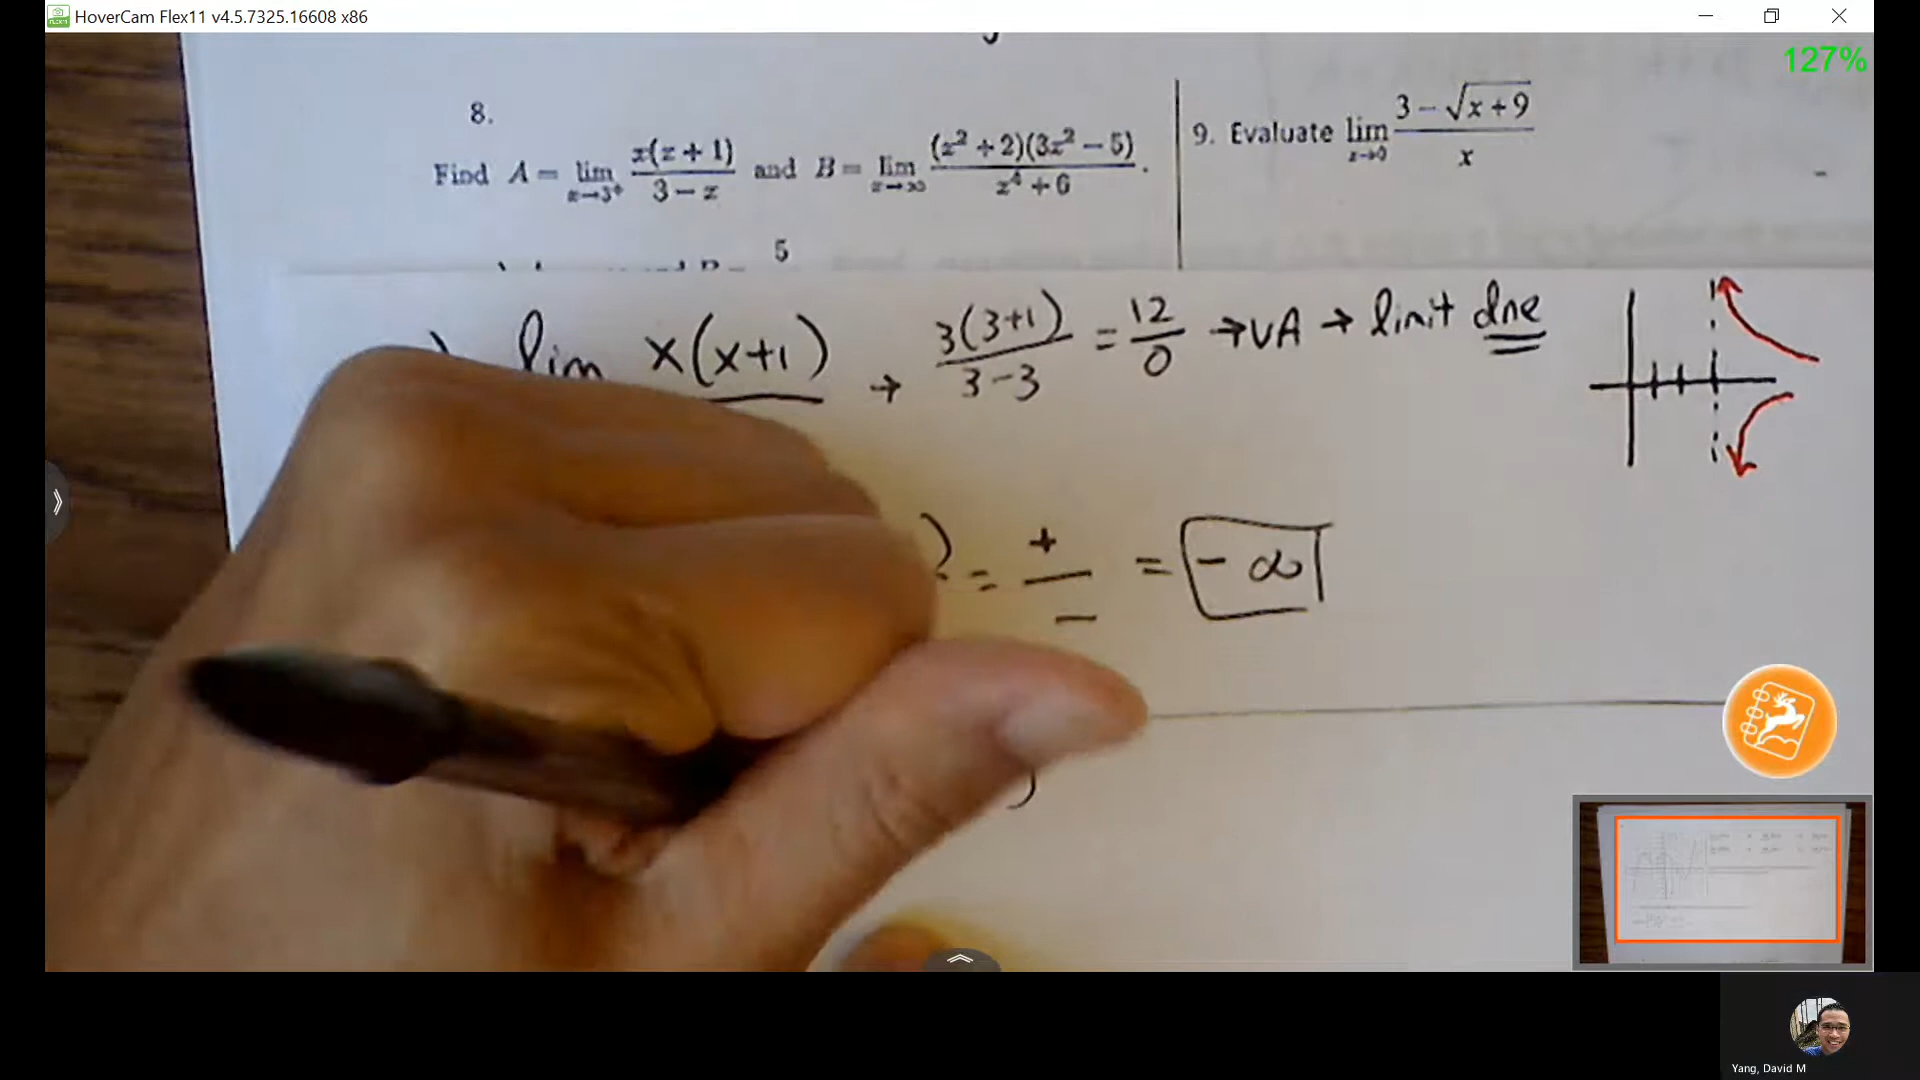 HoverCam Flex11 v4.5.7325.16608 x86
127%
8.
Find A = lim x→3⁺ x(x + 1) / 3 − x and B = lim x→∞ (x² + 2)(3x² − 5) / x⁴ + 6 .
9. Evaluate lim x→0 3 − √x + 9 / x
5
lim x(x+1) → 3(3+1) / 3−3 = 12 / 0 → VA → limit dne
= + / − = − ∞
Yang, David M